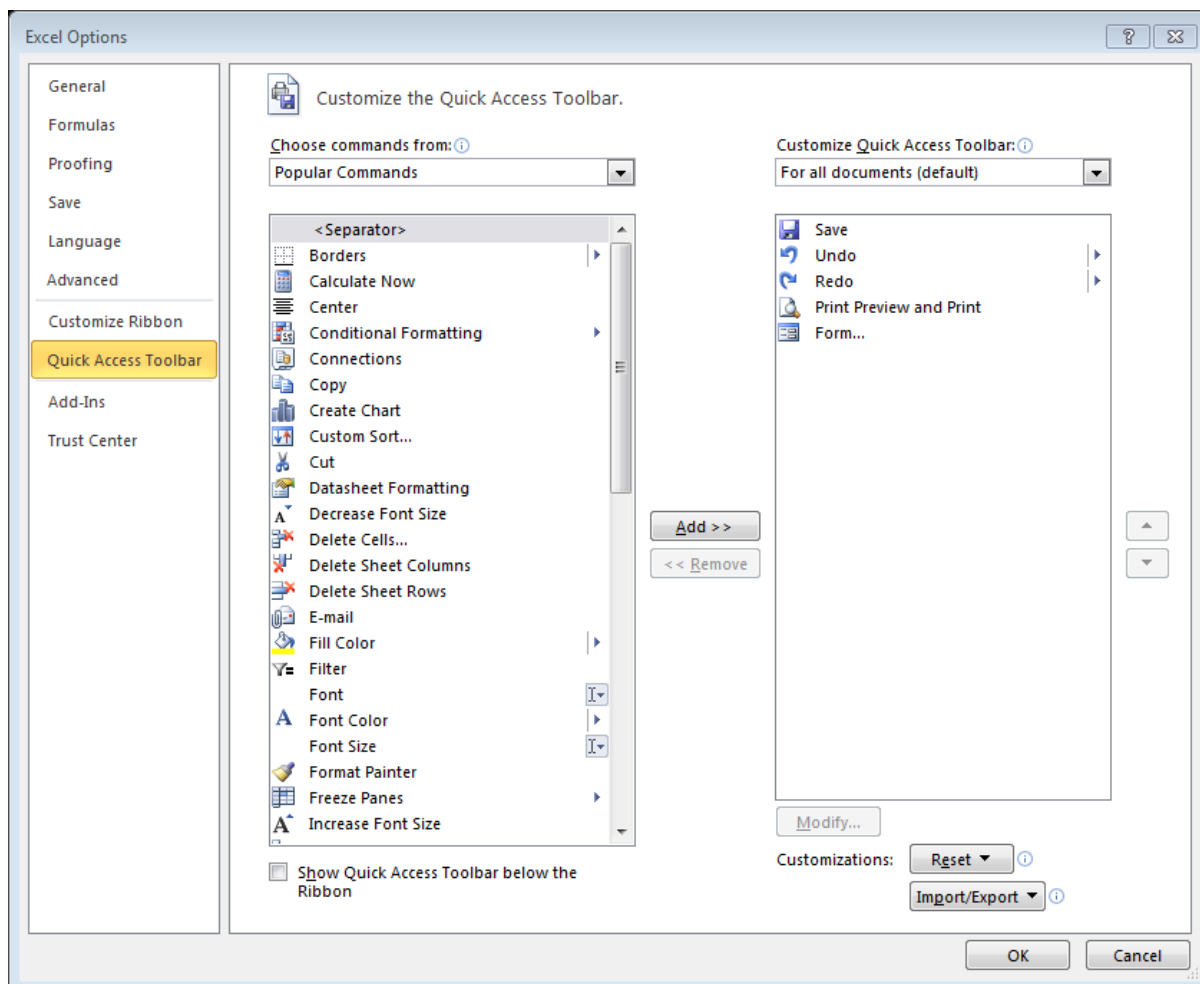 Excel Options
General
Formulas
Proofing
Save
Language
Advanced
Customize Ribbon
Quick Access Toolbar
Add-Ins
Trust Center
Customize the Quick Access Toolbar.
Choose commands from:
Popular Commands
<Separator>
Borders
Calculate Now
Center
Conditional Formatting
Connections
Copy
Create Chart
Custom Sort...
Cut
Datasheet Formatting
Decrease Font Size
Delete Cells...
Delete Sheet Columns
Delete Sheet Rows
E-mail
Fill Color
Filter
Font
Font Color
Font Size
Format Painter
Freeze Panes
Increase Font Size
Show Quick Access Toolbar below the
Ribbon
Add >>
<< Remove
Customize Quick Access Toolbar:
For all documents (default)
Save
Undo
Redo
Print Preview and Print
Form...
Modify...
Customizations:
Reset
Import/Export
OK
Cancel